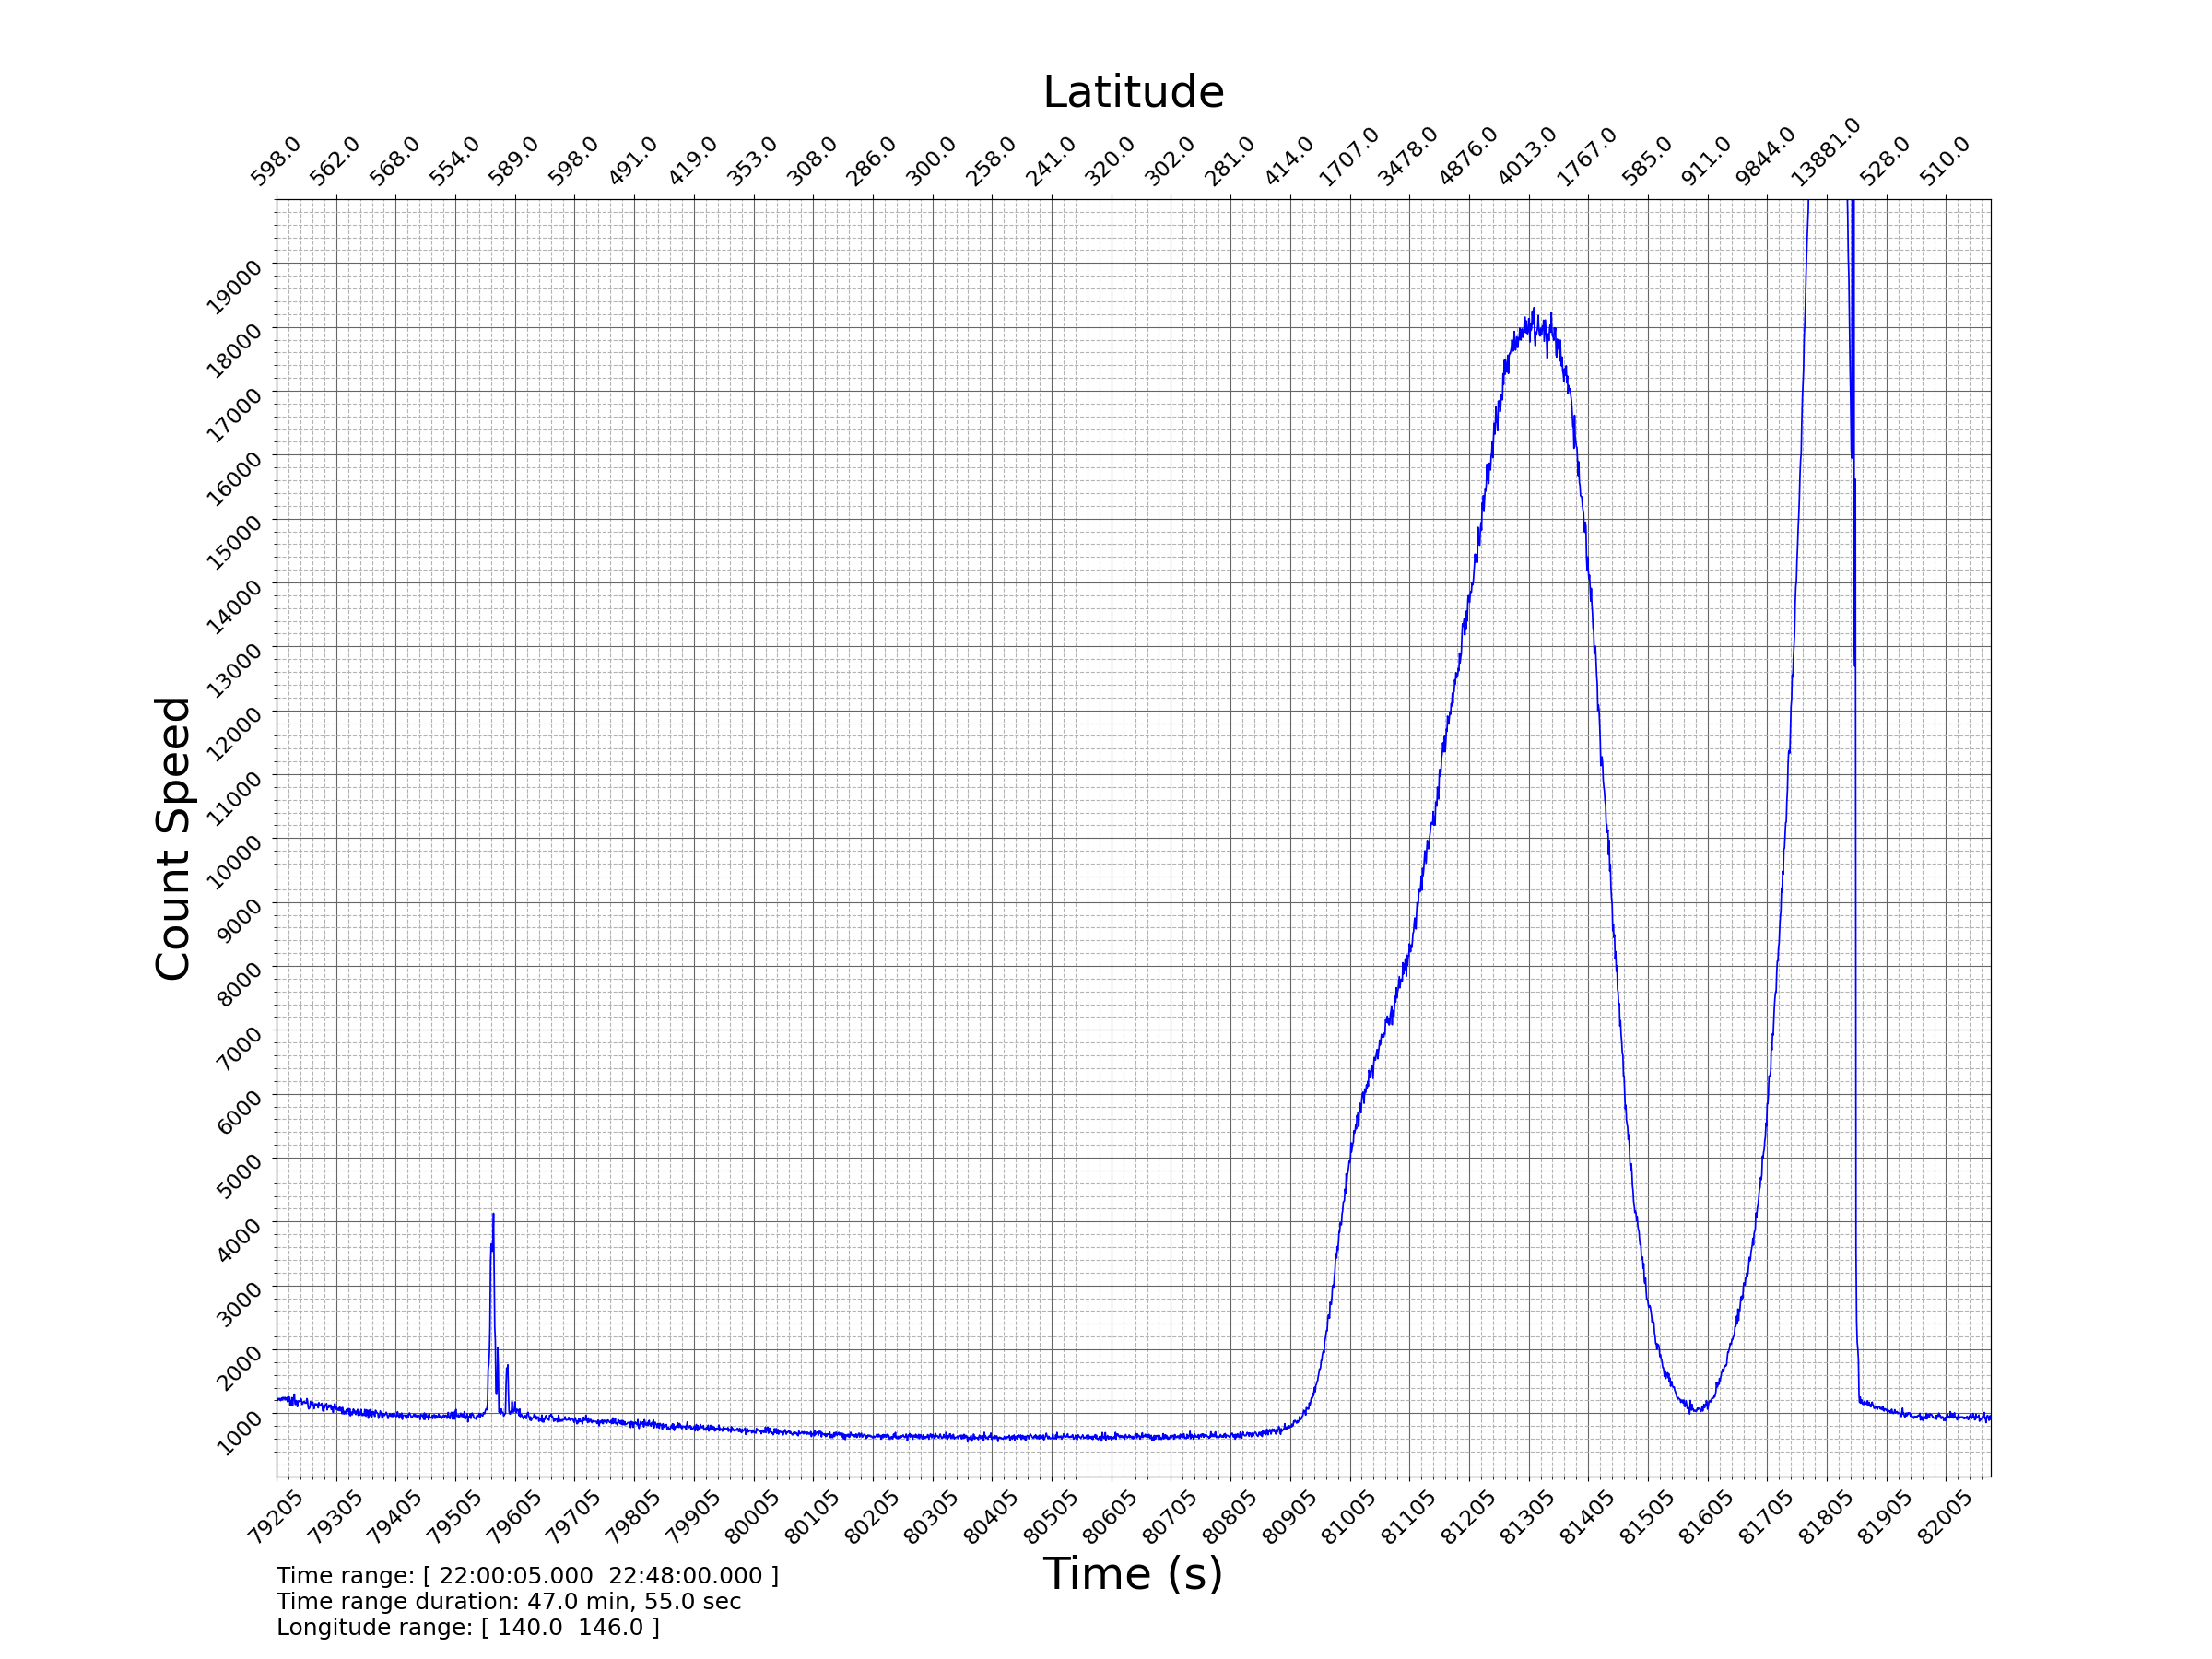 Latitude
598.0 562.0 568.0 554.0 589.0 598.0 491.0 419.0 353.0 308.0 286.0 300.0 258.0 241.0 320.0 302.0 281.0 414.0 1707.0 3478.0 4876.0 4013.0 1767.0 585.0 911.0 9844.0 13881.0 528.0 510.0
19000
18000
17000
16000
15000
14000
13000
12000
11000
10000
9000
8000
7000
6000
5000
4000
3000
2000
1000
Count Speed
79205 79305 79405 79505 79605 79705 79805 79905 80005 80105 80205 80305 80405 80505 80605 80705 80805 80905 81005 81105 81205 81305 81405 81505 81605 81705 81805 81905 82005
Time (s)
Time range: [ 22:00:05.000  22:48:00.000 ]
Time range duration: 47.0 min, 55.0 sec
Longitude range: [ 140.0  146.0 ]